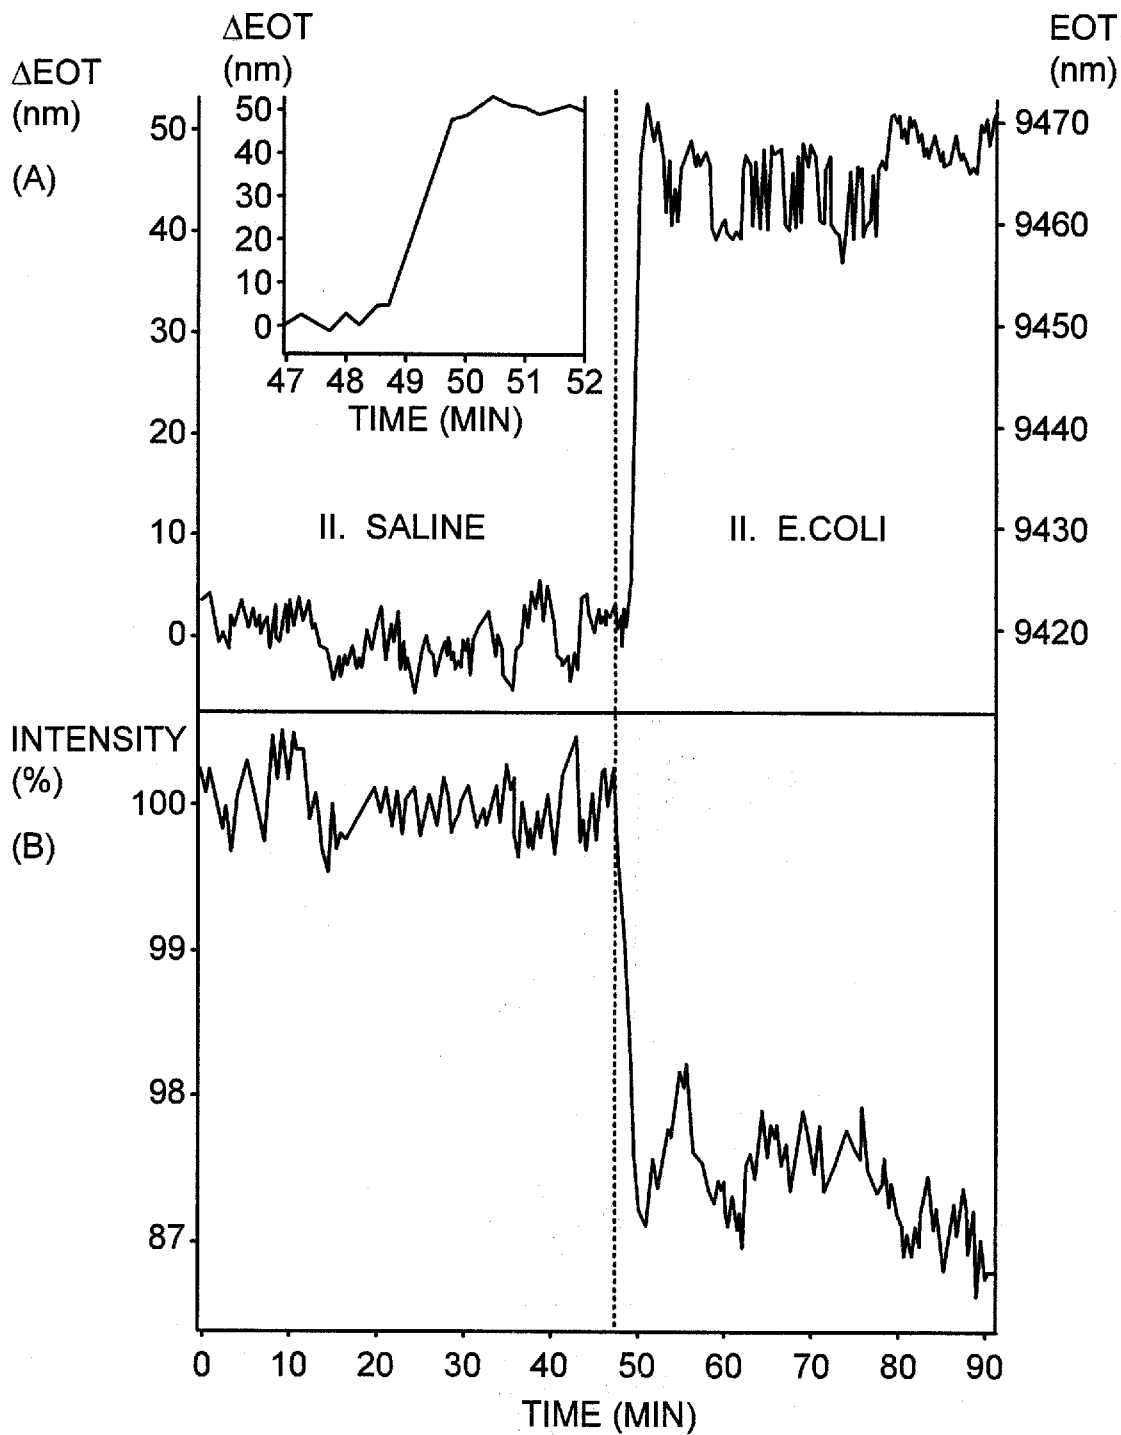 ΔEOT
(nm)
EOT
(nm)
ΔEOT
(nm)
(A)
50
40
30
20
10
0
47 48 49 50 51 52
TIME (MIN)
50
40
30
20
10
0
9470
9460
9450
9440
9430
9420
II. SALINE
II. E.COLI
INTENSITY
(%)
(B)
100
99
98
87
0 10 20 30 40 50 60 70 80 90
TIME (MIN)